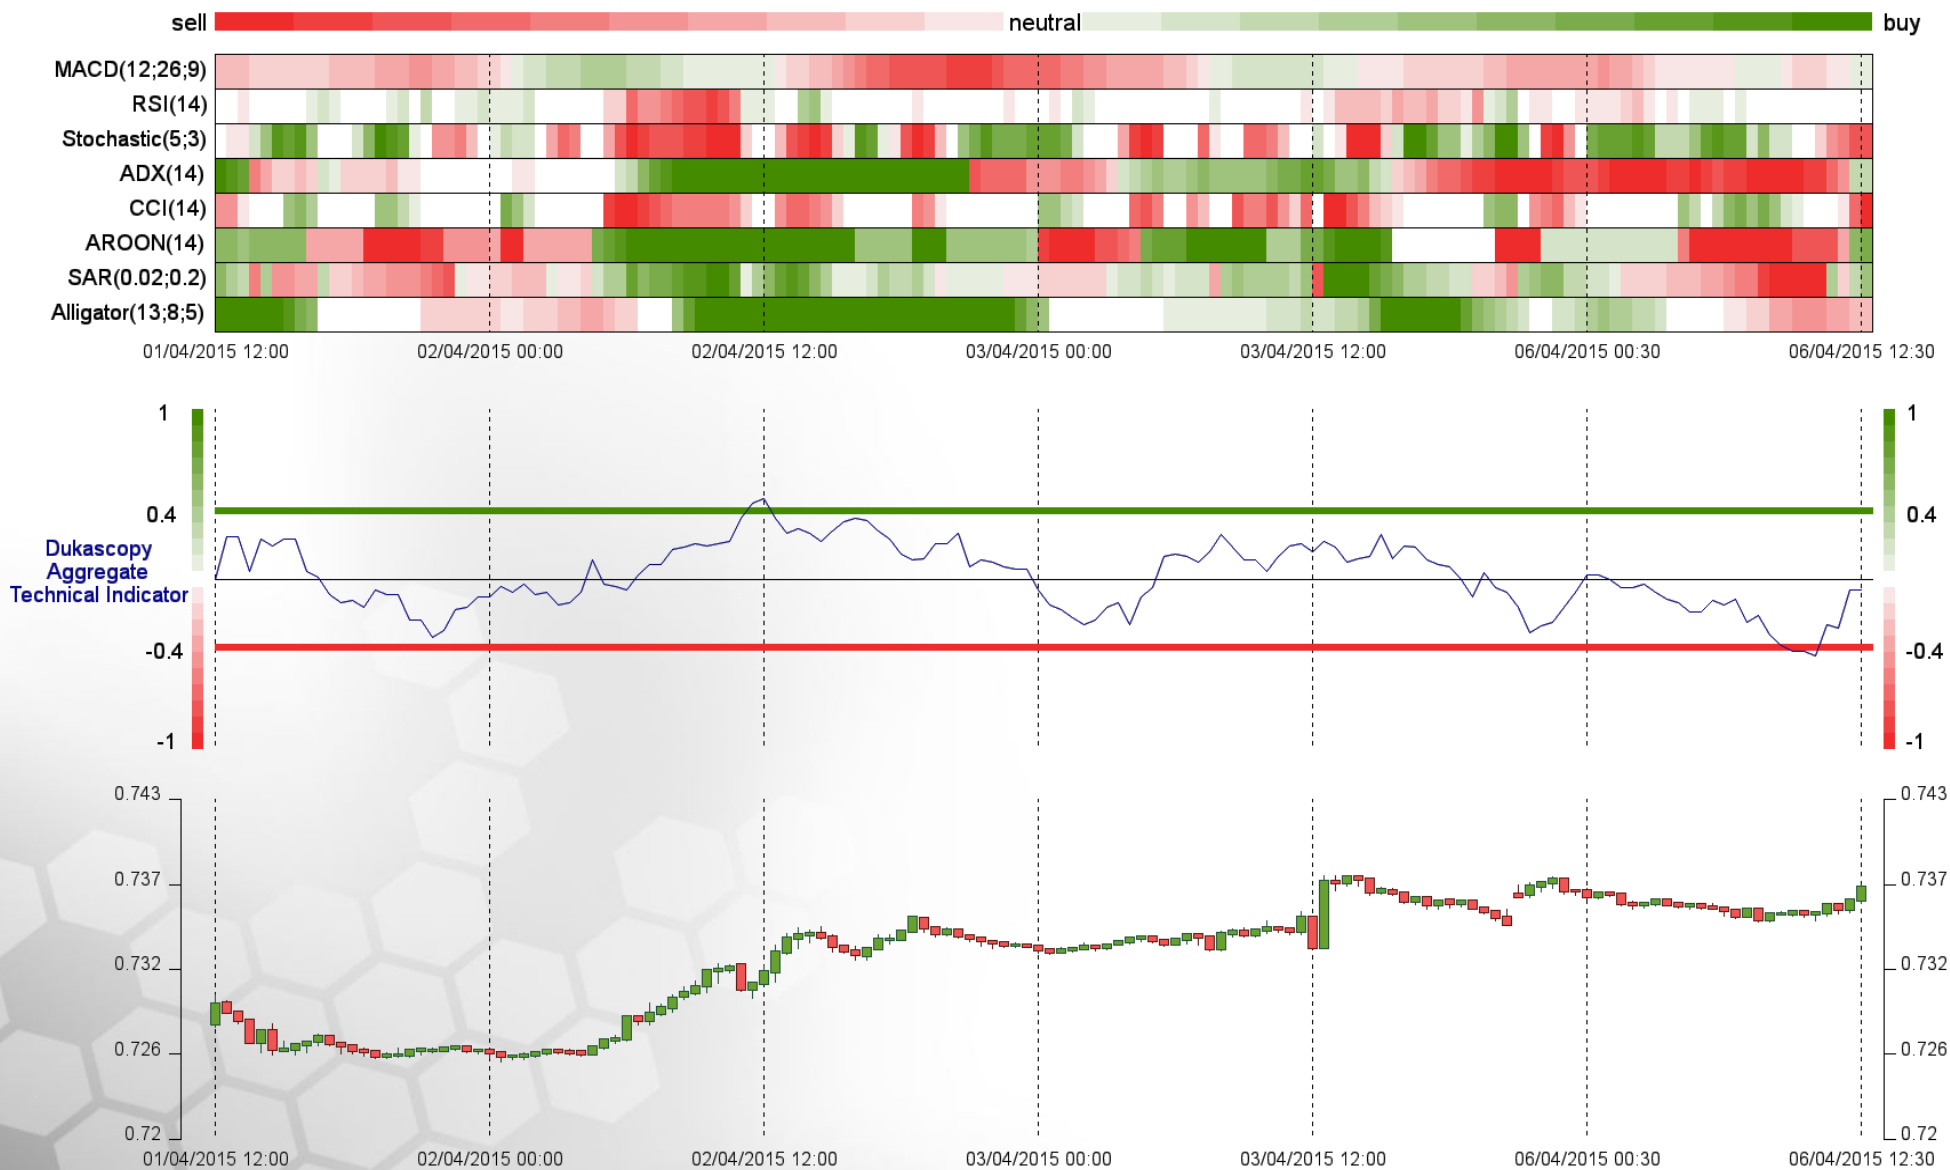 sell neutral buy
MACD(12;26;9)
RSI(14)
Stochastic(5;3)
ADX(14)
CCI(14)
AROON(14)
SAR(0.02;0.2)
Alligator(13;8;5)
01/04/2015 12:00 02/04/2015 00:00 02/04/2015 12:00 03/04/2015 00:00 03/04/2015 12:00 06/04/2015 00:30 06/04/2015 12:30
1 1
0.4 0.4
Dukascopy
Aggregate
Technical Indicator
-0.4 -0.4
-1 -1
0.743 0.743
0.737 0.737
0.732 0.732
0.726 0.726
0.72 0.72
01/04/2015 12:00 02/04/2015 00:00 02/04/2015 12:00 03/04/2015 00:00 03/04/2015 12:00 06/04/2015 00:30 06/04/2015 12:30